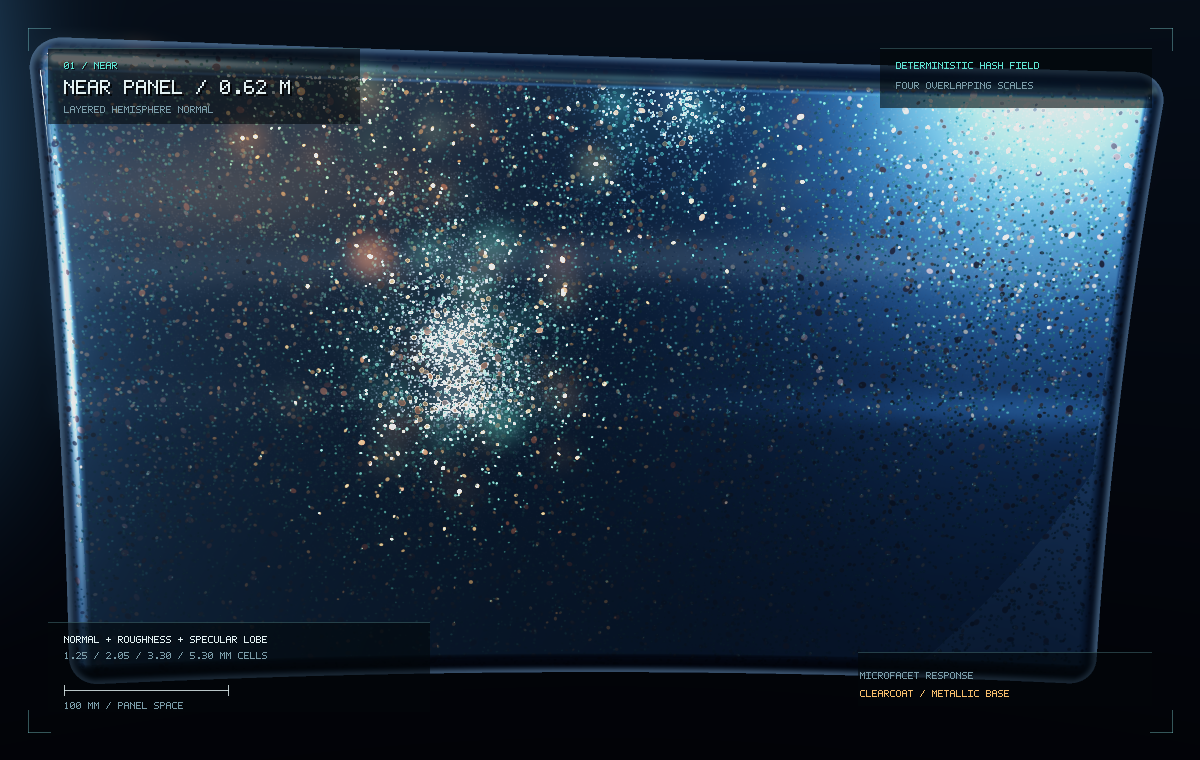 01 / NEAR
NEAR PANEL / 0.62 M
LAYERED HEMISPHERE NORMAL
DETERMINISTIC HASH FIELD
FOUR OVERLAPPING SCALES
NORMAL + ROUGHNESS + SPECULAR LOBE
1.25 / 2.05 / 3.30 / 5.30 MM CELLS
100 MM / PANEL SPACE
MICROFACET RESPONSE
CLEARCOAT / METALLIC BASE